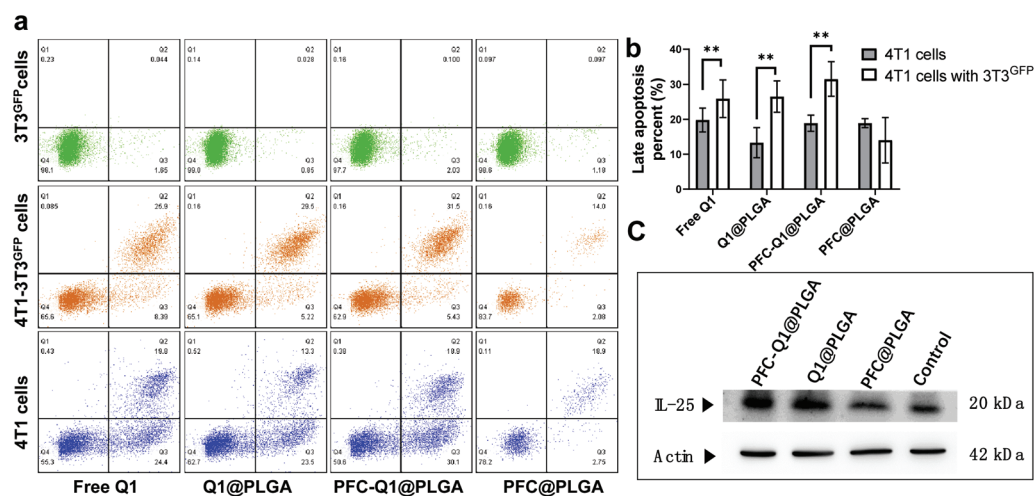 a
3T3GFP cells
Q1
0.23
Q2
0.044
Q4
98.1
Q3
1.65
Q1
0.14
Q2
0.028
Q4
99.0
Q3
0.85
Q1
0.16
Q2
0.100
Q4
97.7
Q3
2.03
Q1
0.097
Q2
0.097
Q4
98.6
Q3
1.18
4T1-3T3GFP cells
Q1
0.085
Q2
25.9
Q4
65.6
Q3
8.39
Q1
0.16
Q2
29.5
Q4
65.1
Q3
5.22
Q1
0.16
Q2
31.5
Q4
62.9
Q3
5.43
Q1
0.16
Q2
14.0
Q4
83.7
Q3
2.08
4T1 cells
Q1
0.43
Q2
19.8
Q4
55.3
Q3
24.4
Q1
0.52
Q2
13.3
Q4
62.7
Q3
23.5
Q1
0.38
Q2
18.9
Q4
50.6
Q3
30.1
Q1
0.11
Q2
18.9
Q4
78.2
Q3
2.75
Free Q1
Q1@PLGA
PFC-Q1@PLGA
PFC@PLGA
b
Late apoptosis
percent (%)
40
30
20
10
0
**
**
**
4T1 cells
4T1 cells with 3T3GFP
Free Q1
Q1@PLGA
PFC-Q1@PLGA
PFC@PLGA
C
PFC-Q1@PLGA
Q1@PLGA
PFC@PLGA
Control
IL-25
20 kDa
Actin
42 kDa